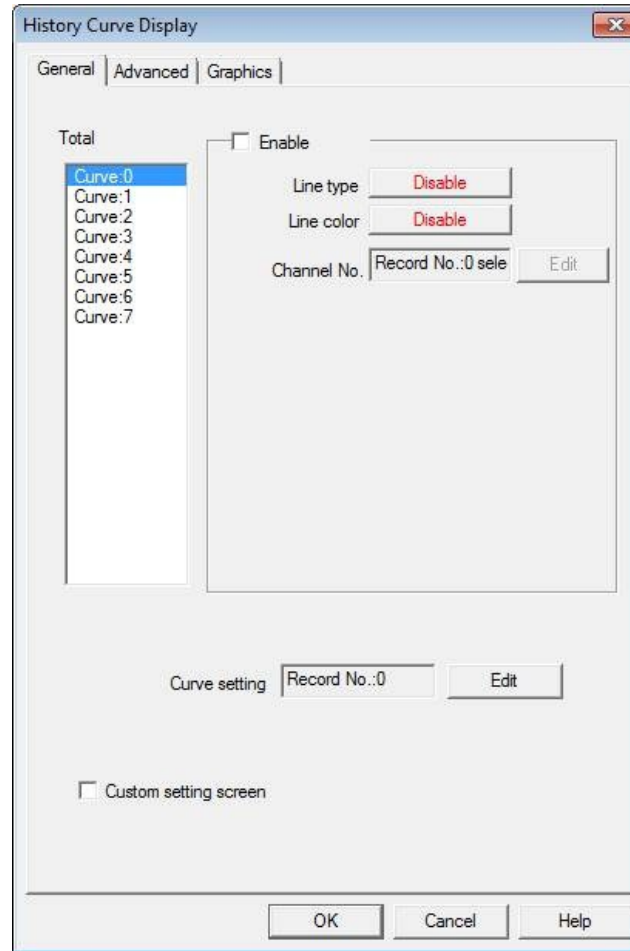 History Curve Display
General Advanced Graphics
Total
Enable
Curve:0
Curve:1
Curve:2
Curve:3
Curve:4
Curve:5
Curve:6
Curve:7
Line type Disable
Line color Disable
Channel No. Record No.:0 sele Edit
Curve setting Record No.:0 Edit
Custom setting screen
OK Cancel Help